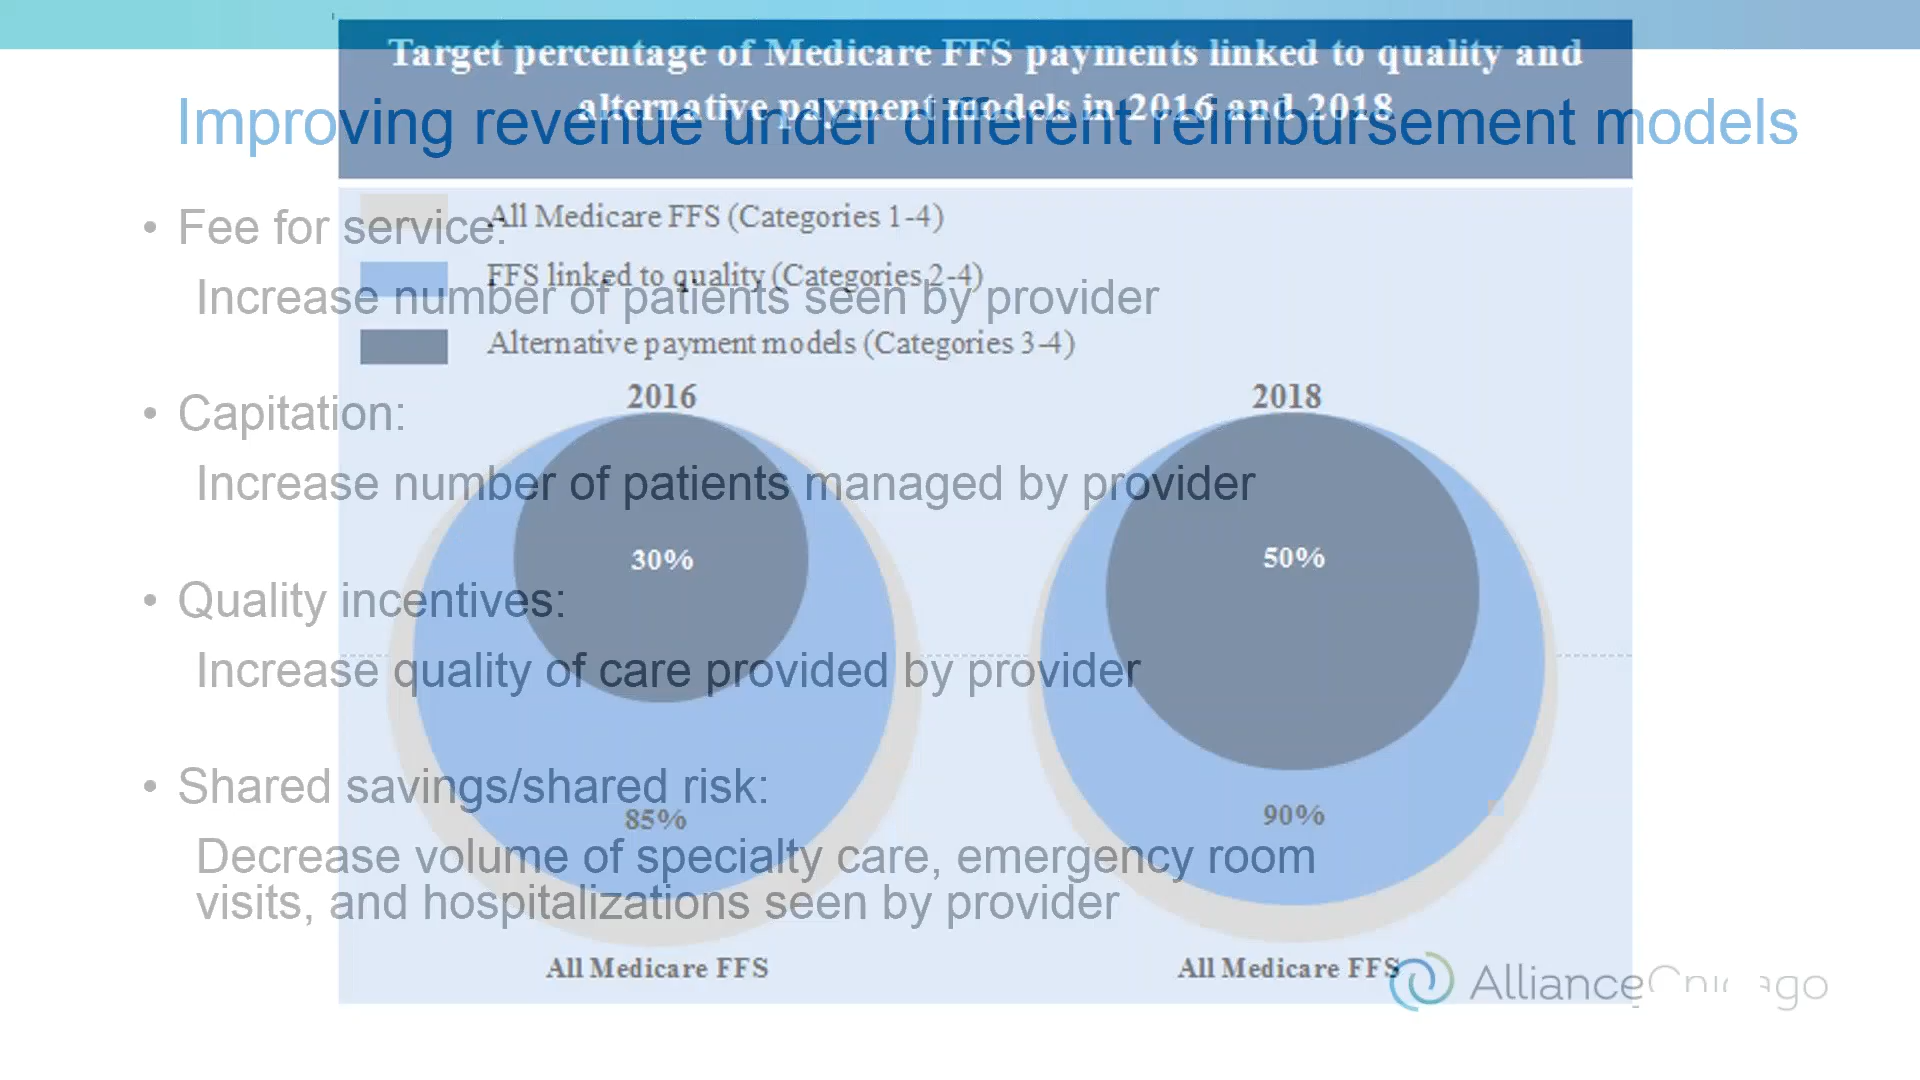 Target percentage of Medicare FFS payments linked to quality and
alternative payment models in 2016 and 2018
All Medicare FFS (Categories 1-4)
FFS linked to quality (Categories 2-4)
Alternative payment models (Categories 3-4)
2016
2018
30%
50%
85%
90%
All Medicare FFS
All Medicare FFS
Improving revenue under different reimbursement models
• Fee for service:
Increase number of patients seen by provider
• Capitation:
Increase number of patients managed by provider
• Quality incentives:
Increase quality of care provided by provider
• Shared savings/shared risk:
Decrease volume of specialty care, emergency room
visits, and hospitalizations seen by provider
AllianceChicago